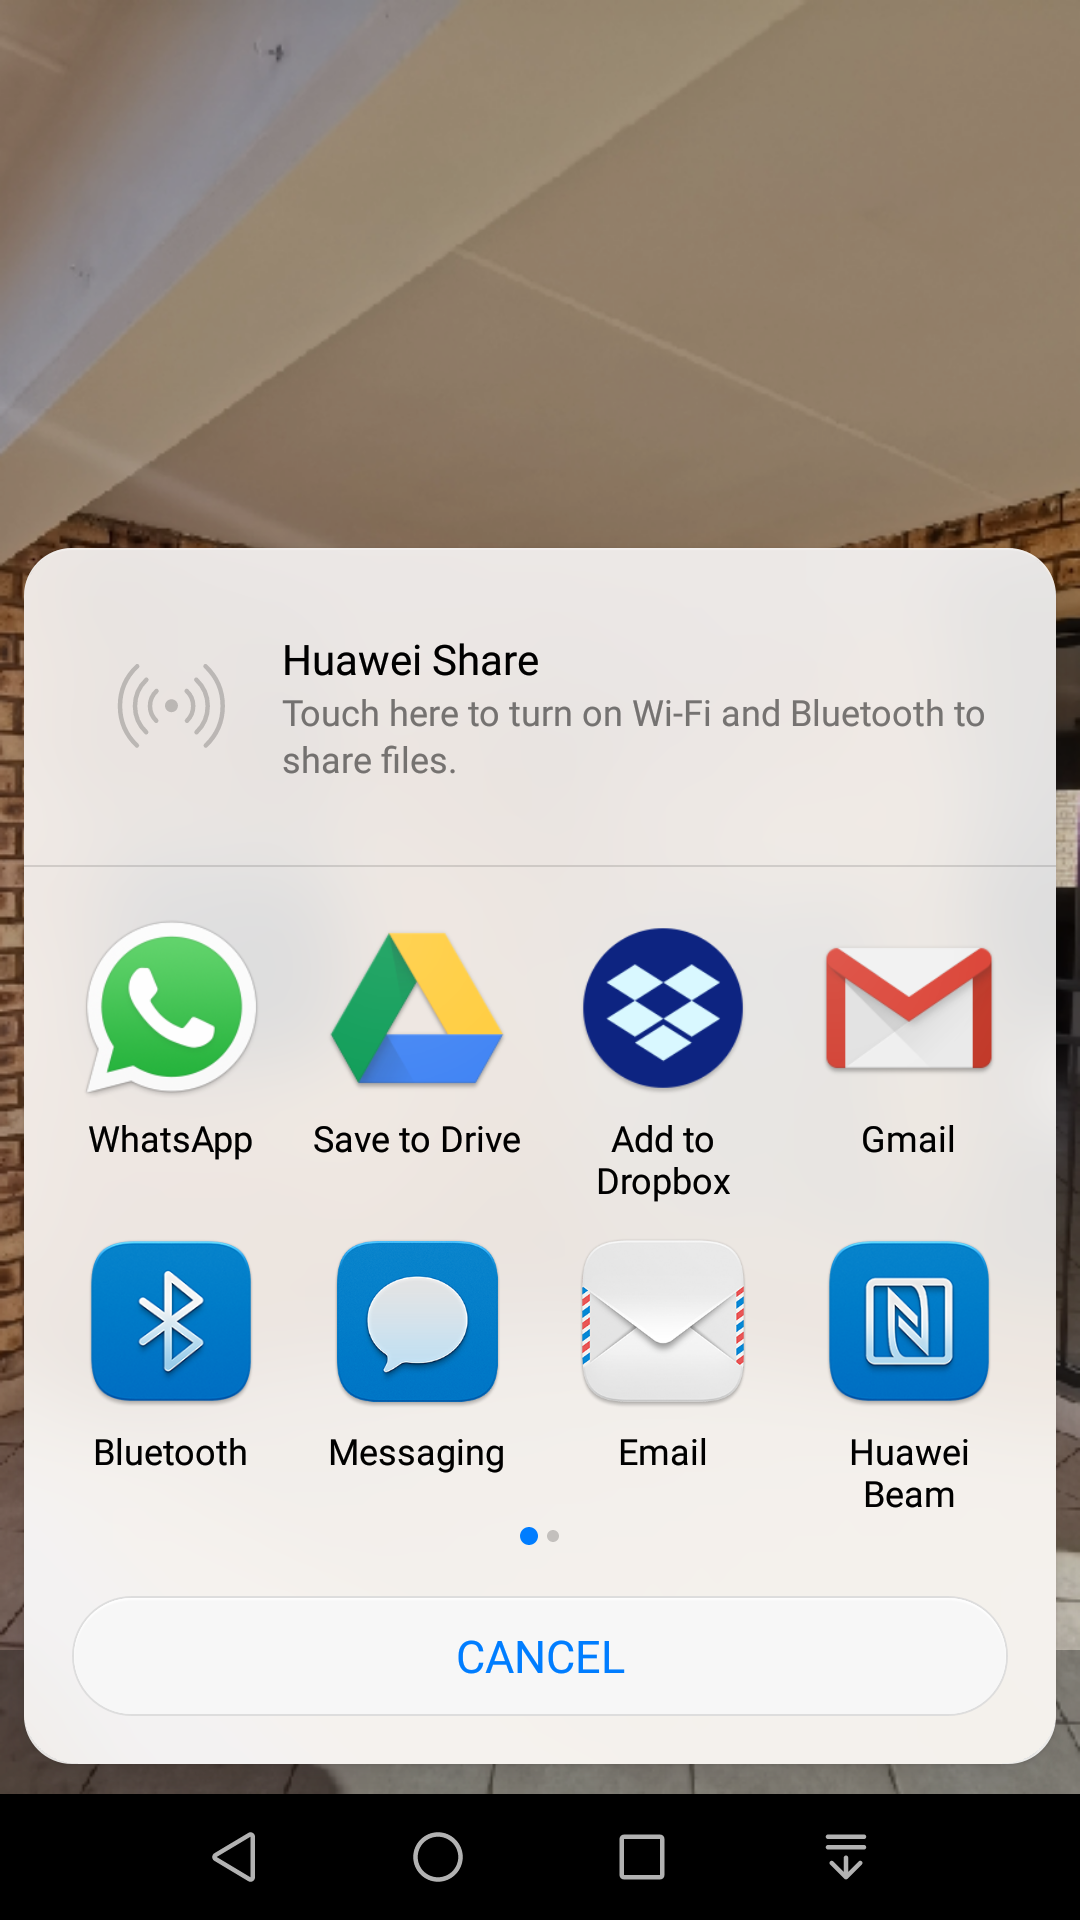 Huawei Share
Touch here to turn on Wi-Fi and Bluetooth to
share files.
WhatsApp
Save to Drive
Add to
Dropbox
Gmail
Bluetooth
Messaging
Email
Huawei
Beam
CANCEL